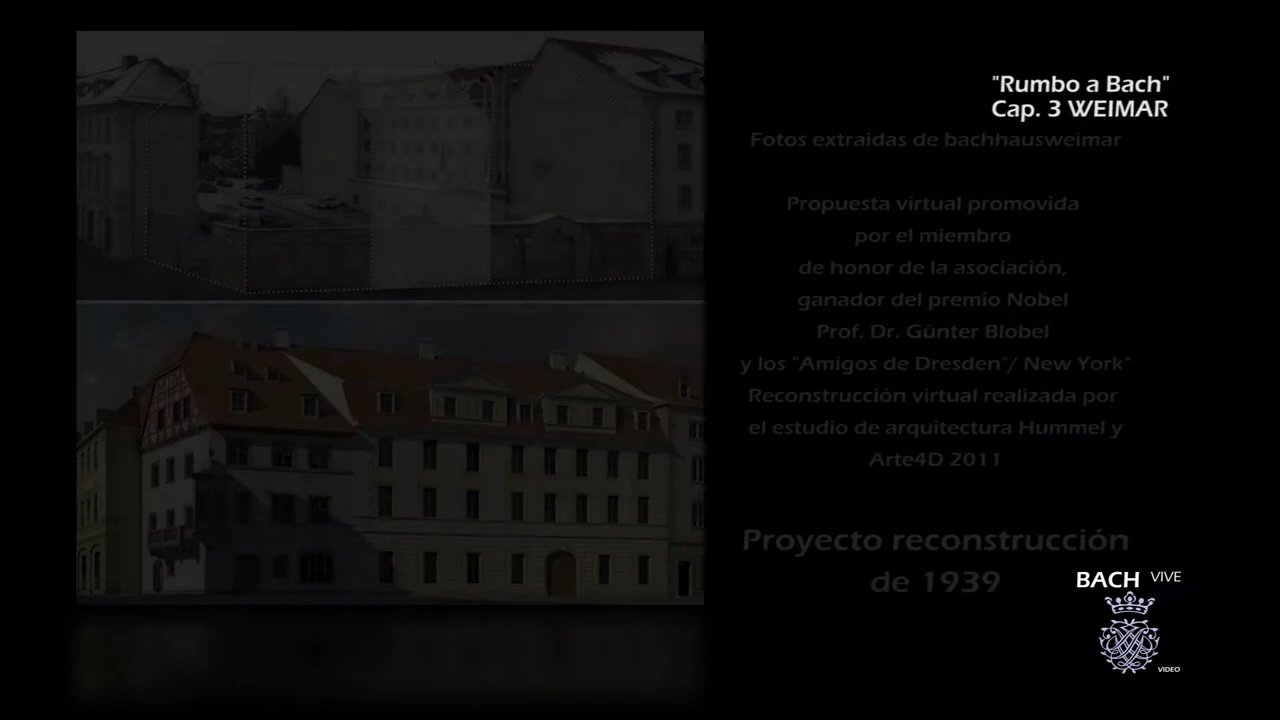 "Rumbo a Bach"
Cap. 3 WEIMAR
Fotos extraidas de bachhausweimar
Propuesta virtual promovida
por el miembro
de honor de la asociación,
ganador del premio Nobel
Prof. Dr. Günter Blobel
y los "Amigos de Dresden"/ New York"
Reconstrucción virtual realizada por
el estudio de arquitectura Hummel y
Arte4D 2011
Proyecto reconstrucción
de 1939
BACH VIVE
VIDEO